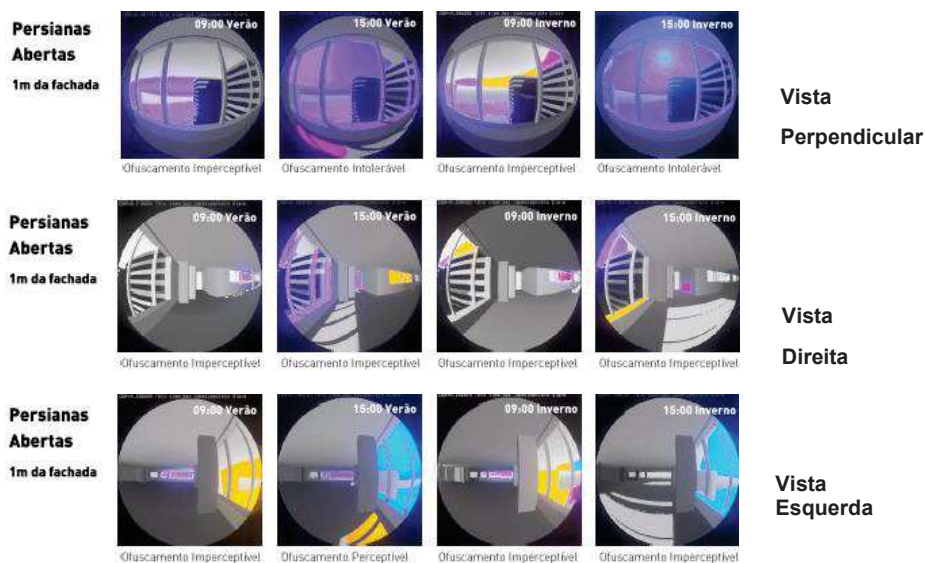 Persianas
Abertas
1m da fachada
09:00 Verão
15:00 Verão
09:00 Inverno
15:00 Inverno
Ofuscamento Imperceptível
Ofuscamento Intolerável
Ofuscamento Imperceptível
Ofuscamento Intolerável
Vista
Perpendicular
Persianas
Abertas
1m da fachada
09:00 Verão
15:00 Verão
09:00 Inverno
15:00 Inverno
Ofuscamento Imperceptível
Ofuscamento Imperceptível
Ofuscamento Imperceptível
Ofuscamento Imperceptível
Vista
Direita
Persianas
Abertas
1m da fachada
09:00 Verão
15:00 Verão
09:00 Inverno
15:00 Inverno
Ofuscamento Imperceptível
Ofuscamento Perceptível
Ofuscamento Imperceptível
Ofuscamento Imperceptível
Vista
Esquerda